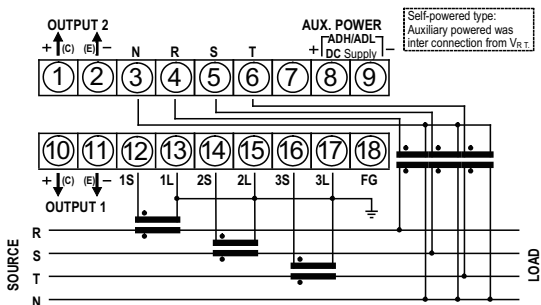 OUTPUT 2
+ (C) (E) –
N R S T
AUX. POWER
ADH/ADL
+ DC Supply –
Self-powered type:
Auxiliary powered was
inter connection from VR T.
1 2 3 4 5 6 7 8 9
10 11 12 13 14 15 16 17 18
+ (C) (E) – 1S 1L 2S 2L 3S 3L FG
OUTPUT 1
SOURCE
R
S
T
N
LOAD